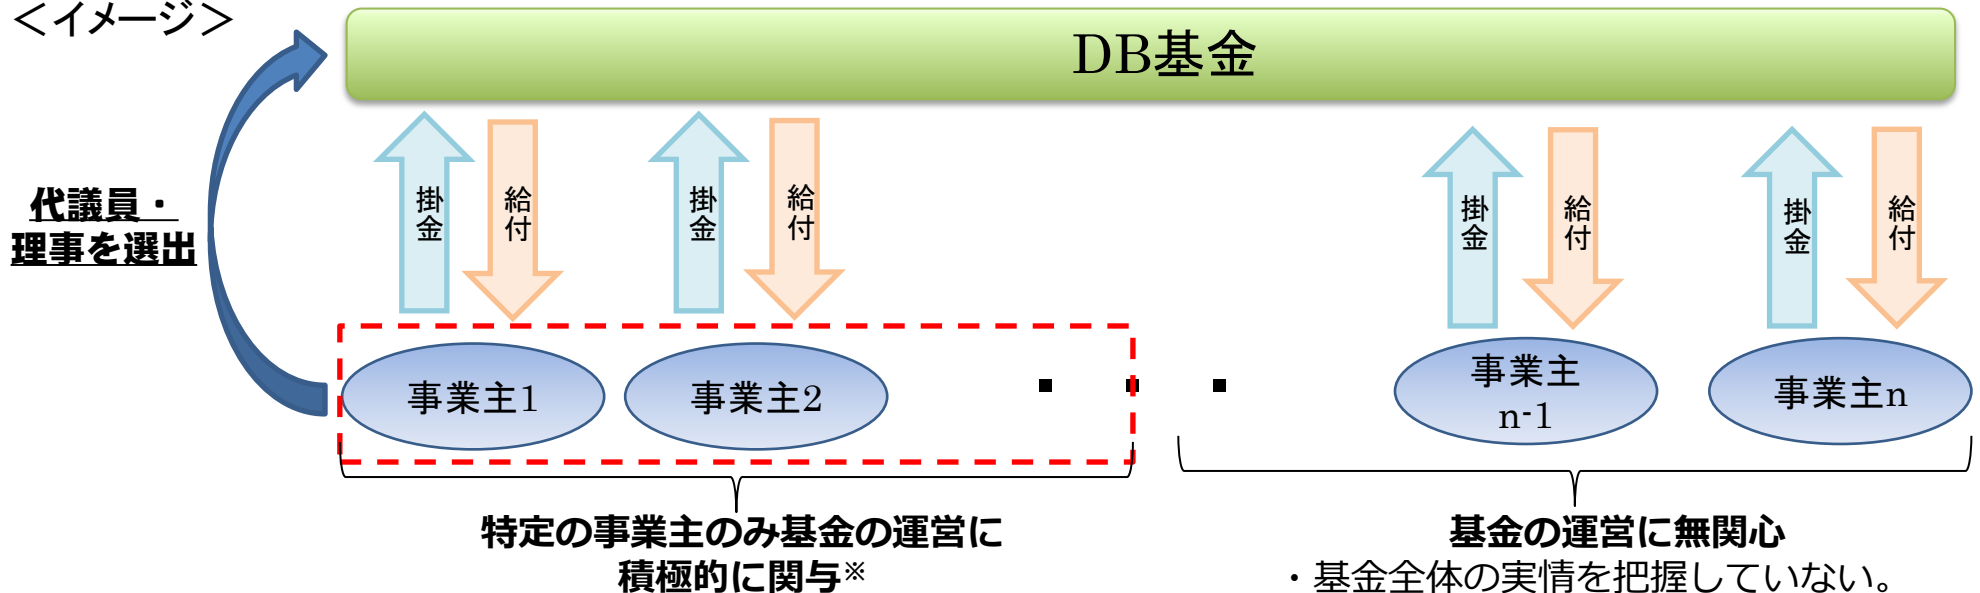 ＜イメージ＞
DB基金
代議員・
理事を選出
掛金
給付
掛金
給付
掛金
給付
掛金
給付
事業主1
事業主2
・・・
事業主
n-1
事業主n
特定の事業主のみ基金の運営に
積極的に関与※
基金の運営に無関心
・基金全体の実情を把握していない。